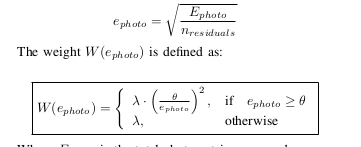 e_{photo} = \sqrt{\frac{E_{photo}}{n_{residuals}}}
The weight W(e_{photo}) is defined as:
W(e_{photo}) = \begin{cases} \lambda \cdot \left(\frac{\theta}{e_{photo}}\right)^2, & \text{if } e_{photo} \geq \theta \\ \lambda, & \text{otherwise} \end{cases}